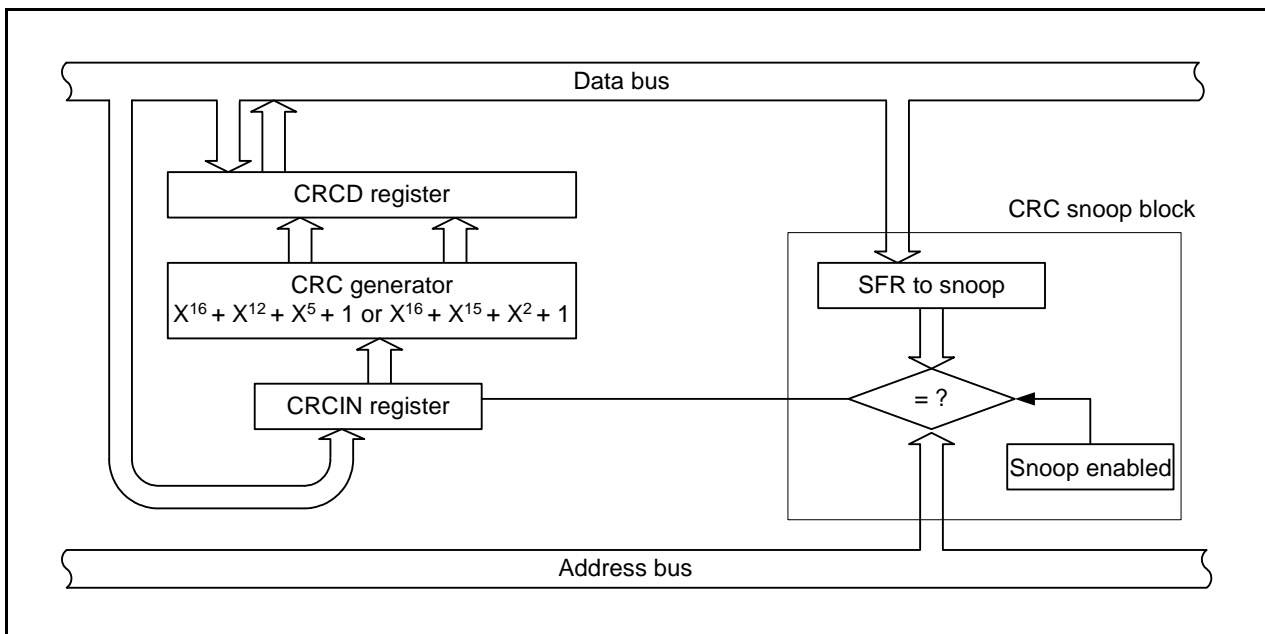 Data bus
CRCD register
CRC snoop block
CRC generator
X¹⁶ + X¹² + X⁵ + 1 or X¹⁶ + X¹⁵ + X² + 1
SFR to snoop
CRCIN register
= ?
Snoop enabled
Address bus